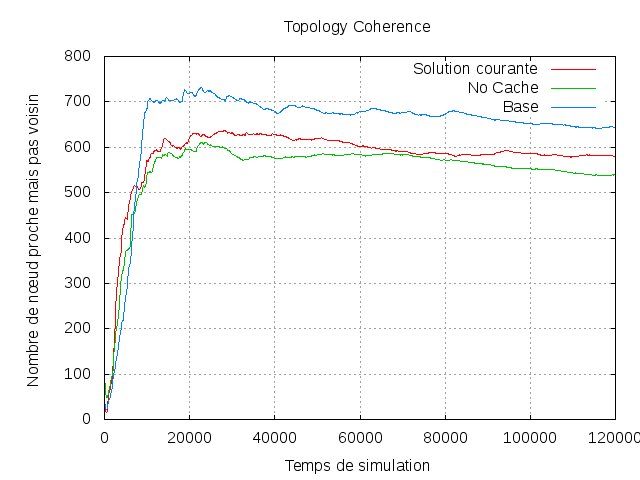 Topology Coherence
800
700
600
500
400
300
200
100
0
Nombre de nœud proche mais pas voisin
Solution courante
No Cache
Base
0 20000 40000 60000 80000 100000 120000
Temps de simulation